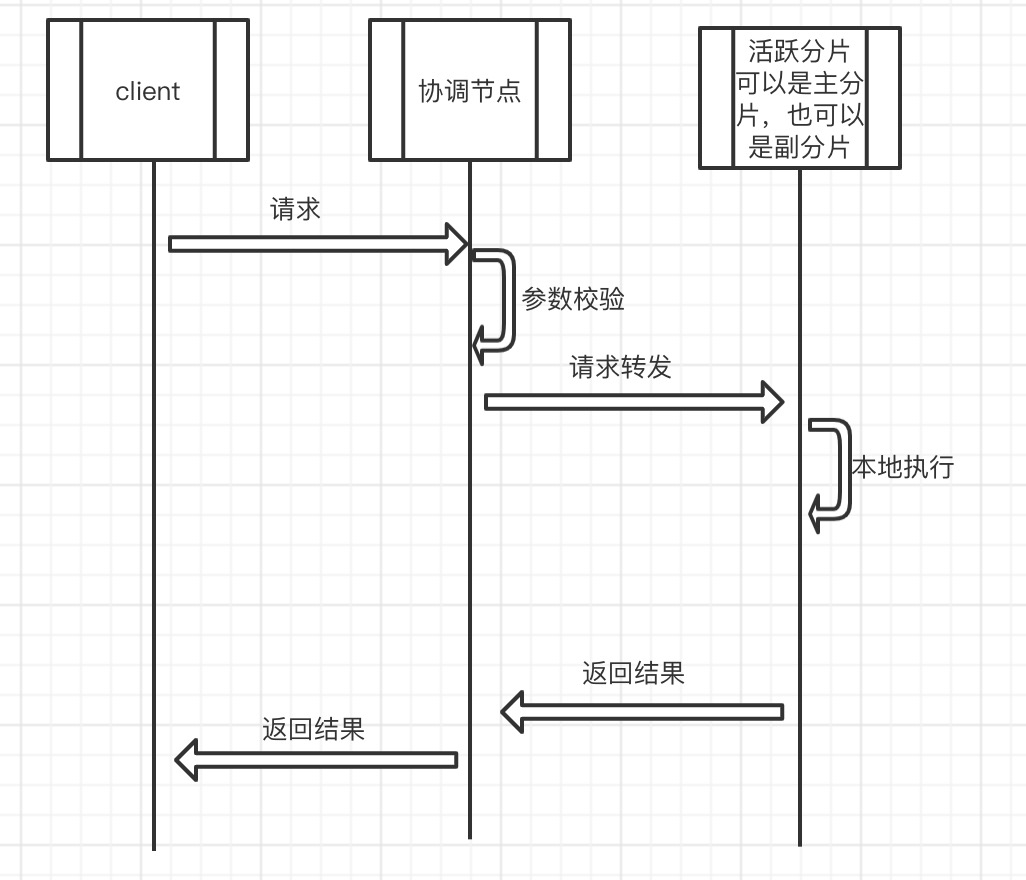 client
协调节点
活跃分片
可以是主分
片，也可以
是副分片
请求
参数校验
请求转发
本地执行
返回结果
返回结果